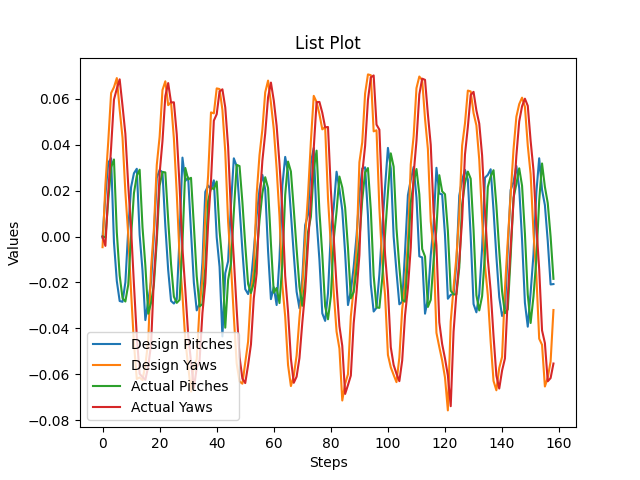 List Plot
Values
0.06
0.04
0.02
0.00
−0.02
−0.04
−0.06
−0.08
Design Pitches
Design Yaws
Actual Pitches
Actual Yaws
0 20 40 60 80 100 120 140 160
Steps